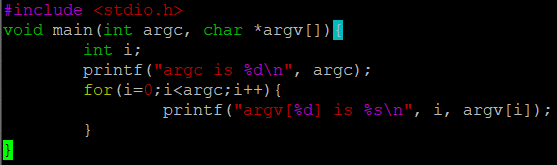 #include <stdio.h>
void main(int argc, char *argv[]){
        int i;
        printf("argc is %d\n", argc);
        for(i=0;i<argc;i++){
                printf("argv[%d] is %s\n", i, argv[i]);
        }
}